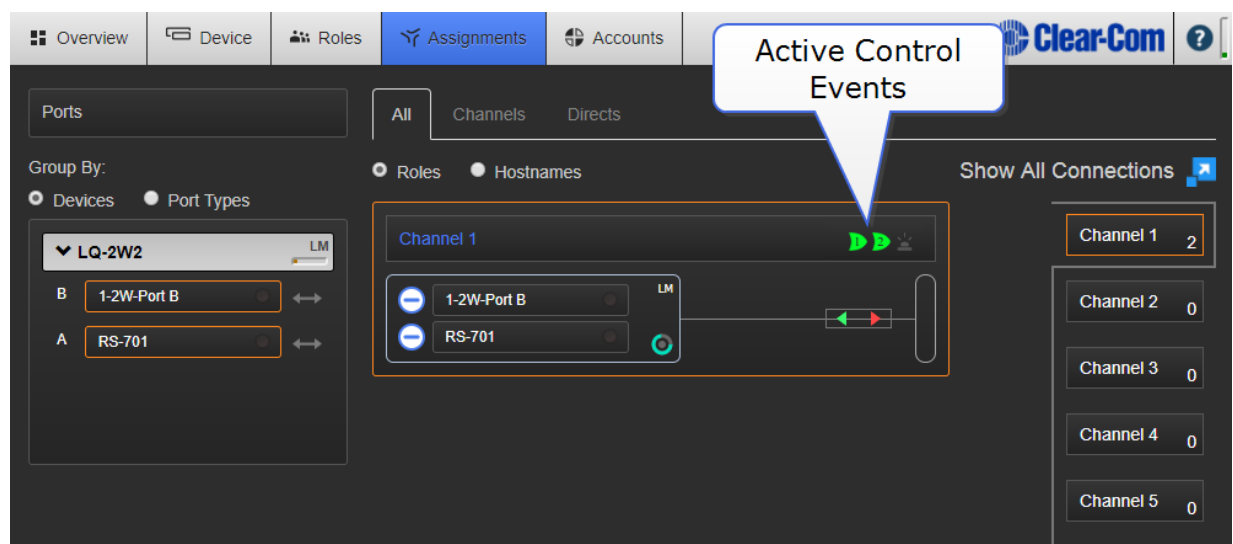 Overview Device Roles Assignments Accounts Clear-Com ?
Active Control
Events
Ports
All Channels Directs
Group By:
Roles Hostnames
Show All Connections
Devices Port Types
LQ-2W2 LM
Channel 1 1 2
Channel 1 2
B 1-2W-Port B
1-2W-Port B LM
Channel 2 0
A RS-701
RS-701
Channel 3 0
Channel 4 0
Channel 5 0